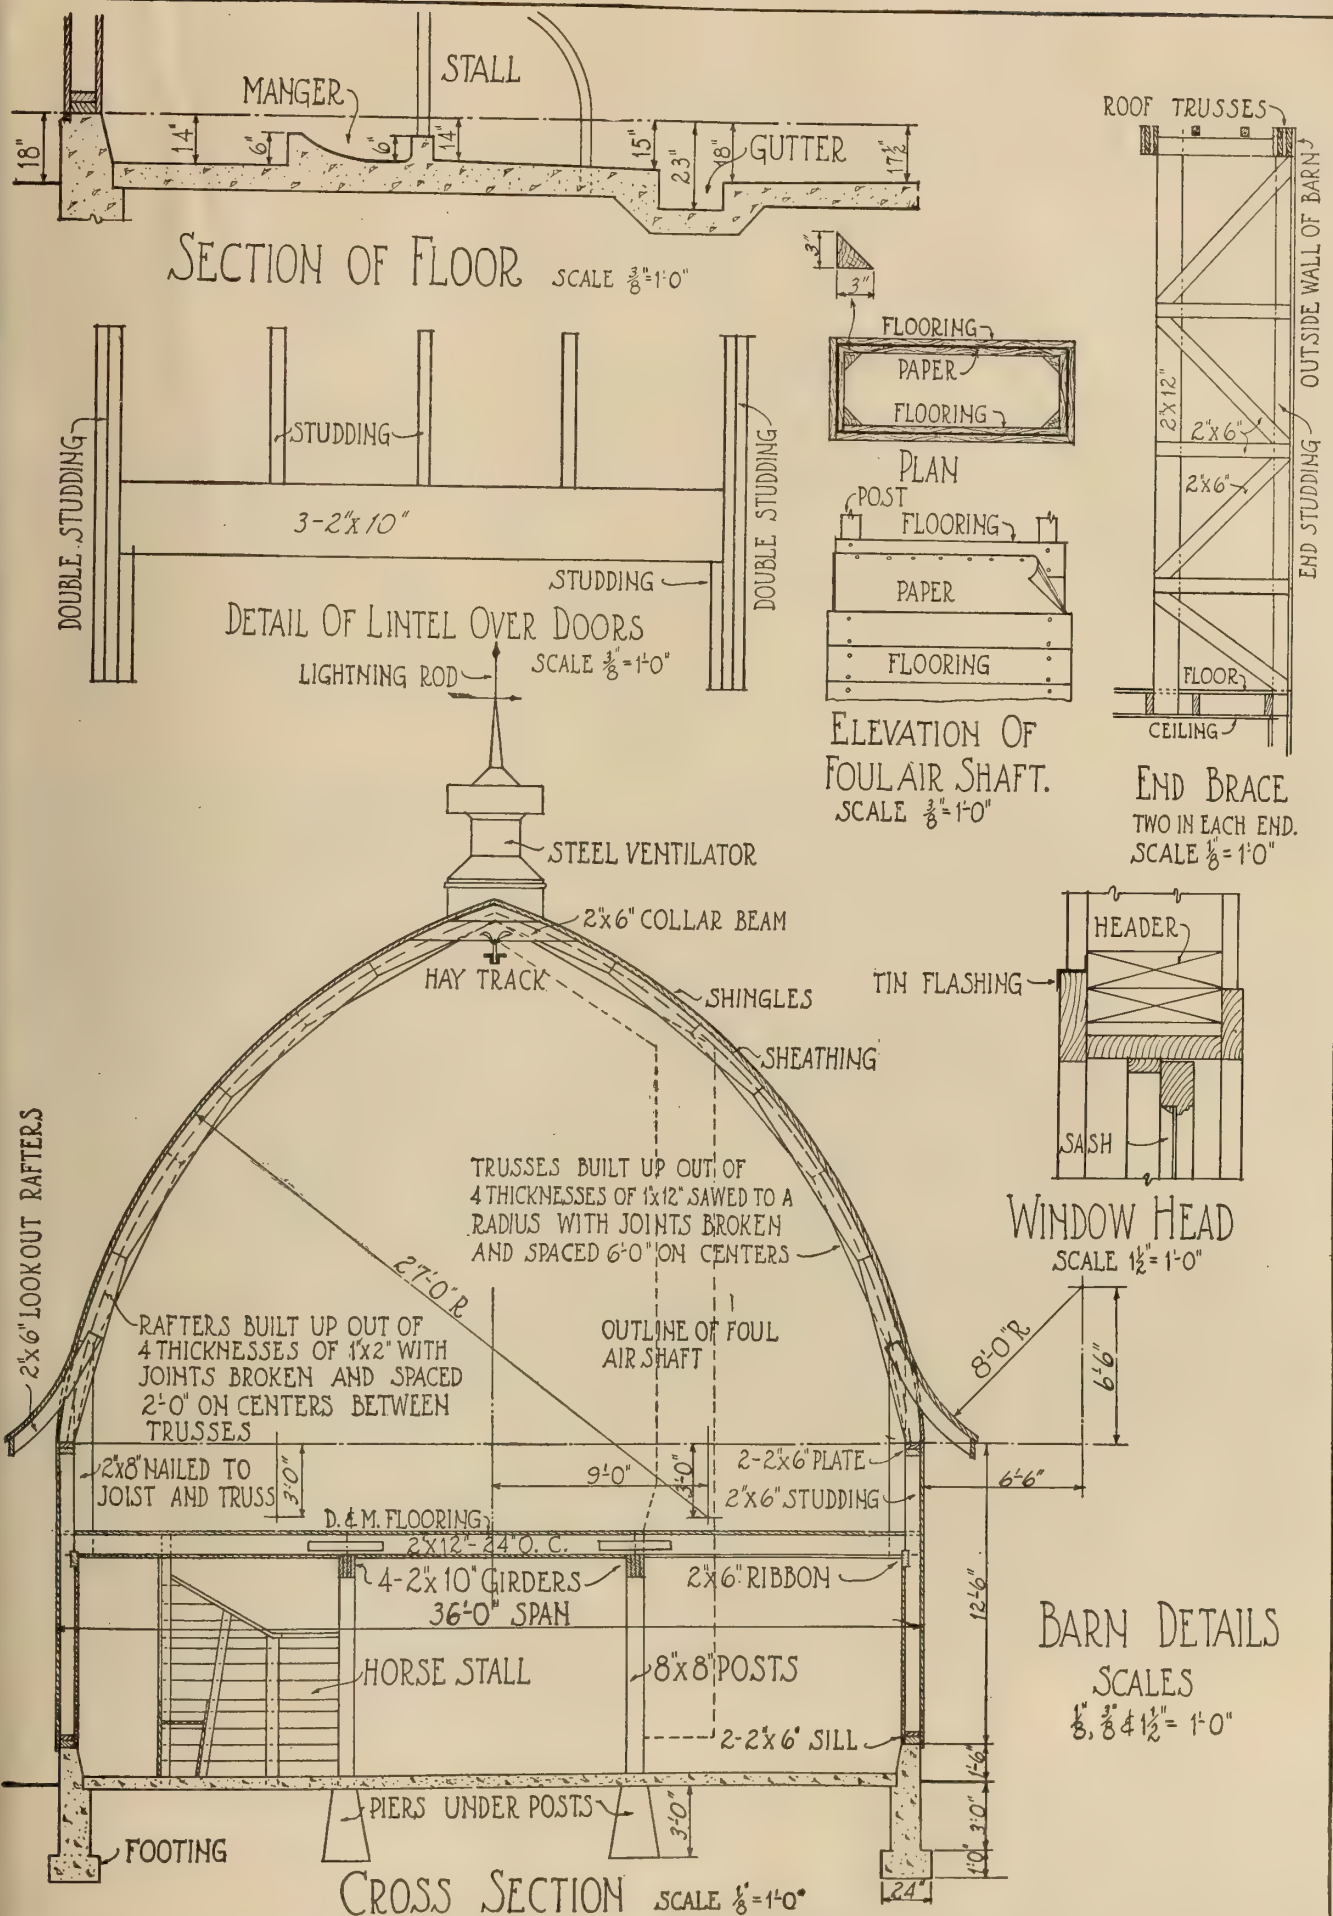 MANGER
STALL
18"
14"
6"
6"
14"
15"
23"
18"
GUTTER
17½"
SECTION OF FLOOR SCALE ⅜"=1'-0"
ROOF TRUSSES
OUTSIDE WALL OF BARN
2"x12"
2"x6"
2"x6"
END STUDDING
FLOOR
CEILING
END BRACE
TWO IN EACH END.
SCALE ⅛"=1'-0"
3"
3"
FLOORING
PAPER
FLOORING
PLAN
POST
FLOORING
PAPER
FLOORING
ELEVATION OF
FOUL AIR SHAFT.
SCALE ⅜"=1'-0"
DOUBLE STUDDING
STUDDING
3-2"x10"
STUDDING
DOUBLE STUDDING
DETAIL OF LINTEL OVER DOORS
SCALE ⅜"=1'-0"
LIGHTNING ROD
STEEL VENTILATOR
2"x6" COLLAR BEAM
HAY TRACK
SHINGLES
SHEATHING
HEADER
TIN FLASHING
SASH
WINDOW HEAD
SCALE 1½"=1'-0"
2"x6" LOOKOUT RAFTERS
TRUSSES BUILT UP OUT OF
4 THICKNESSES OF 1"x12" SAWED TO A
RADIUS WITH JOINTS BROKEN
AND SPACED 6'-0" ON CENTERS
27'-0"R
RAFTERS BUILT UP OUT OF
4 THICKNESSES OF 1"x2" WITH
JOINTS BROKEN AND SPACED
2'-0" ON CENTERS BETWEEN
TRUSSES
OUTLINE OF FOUL
AIR SHAFT
8'-0"R
6'-6"
2"x8" NAILED TO
JOIST AND TRUSS
3'-0"
9'-0"
3'-0"
2-2"x6" PLATE
2"x6" STUDDING
6'-6"
D. & M. FLOORING
2"x12"-24" O.C.
4-2"x10" GIRDERS
2"x6" RIBBON
36'-0" SPAN
12'-6"
HORSE STALL
8"x8" POSTS
2-2"x6" SILL
1'-6"
PIERS UNDER POSTS
3'-0"
3'-0"
1'-0"
FOOTING
24"
CROSS SECTION SCALE ⅛"=1'-0"
BARN DETAILS
SCALES
⅛", ⅜" & 1½"= 1'-0"